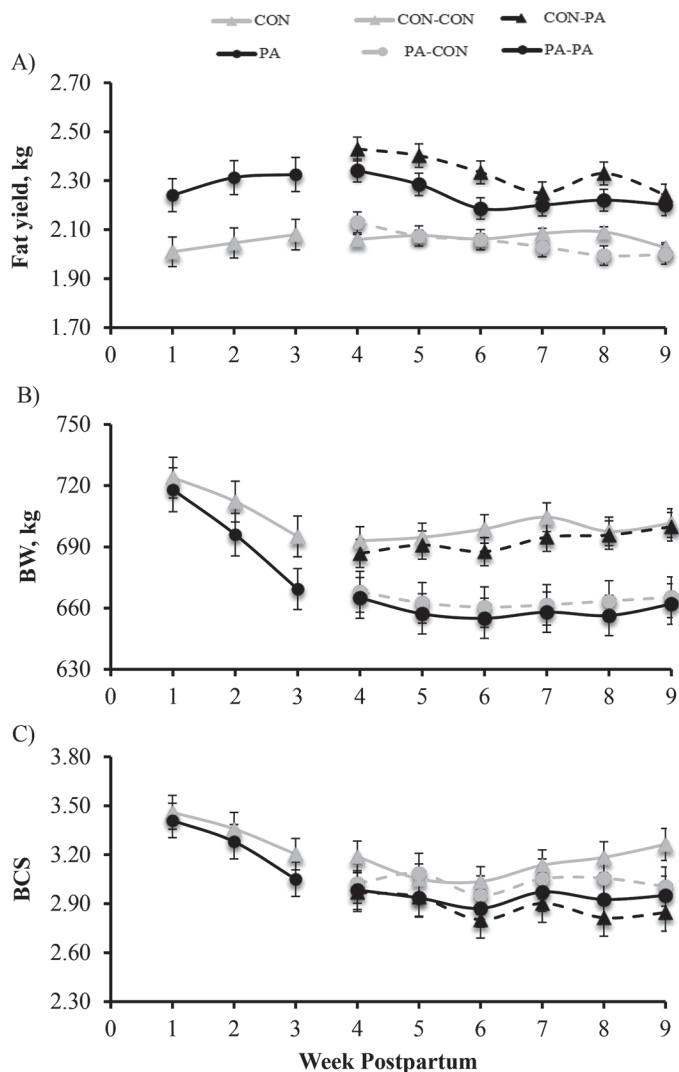 CON CON-CON CON-PA
PA PA-CON PA-PA
A)
Fat yield, kg
2.70
2.50
2.30
2.10
1.90
1.70
0 1 2 3 4 5 6 7 8 9
B)
BW, kg
750
720
690
660
630
0 1 2 3 4 5 6 7 8 9
C)
BCS
3.80
3.50
3.20
2.90
2.60
2.30
0 1 2 3 4 5 6 7 8 9
Week Postpartum